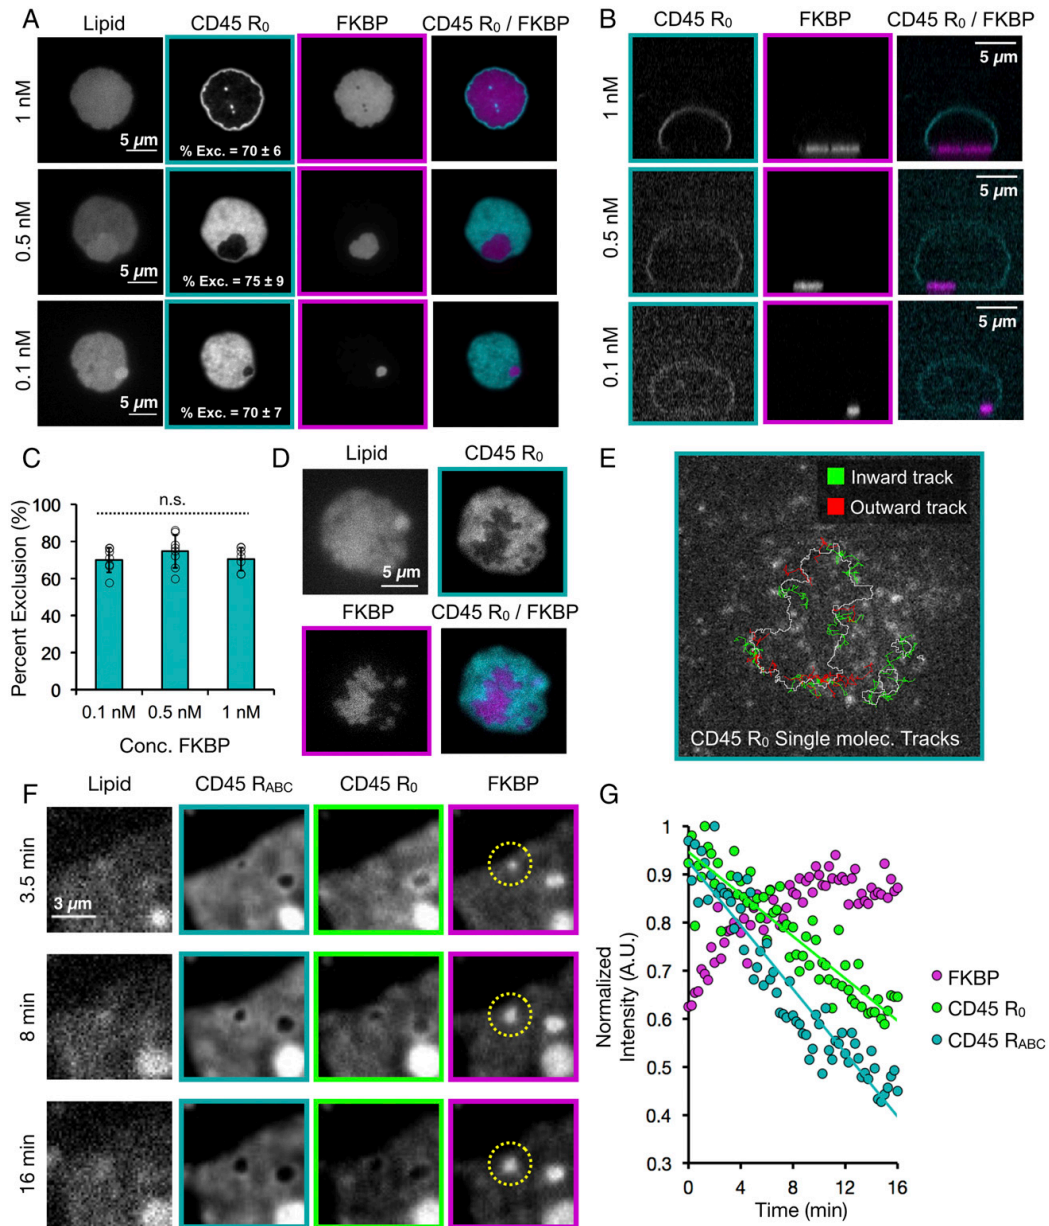 A
Lipid
CD45 R₀
FKBP
CD45 R₀ / FKBP
1 nM
5 µm
% Exc. = 70 ± 6
0.5 nM
5 µm
% Exc. = 75 ± 9
0.1 nM
5 µm
% Exc. = 70 ± 7
B
CD45 R₀
FKBP
CD45 R₀ / FKBP
1 nM
5 µm
0.5 nM
5 µm
0.1 nM
5 µm
C
n.s.
Percent Exclusion (%)
100
80
60
40
20
0
0.1 nM
0.5 nM
1 nM
Conc. FKBP
D
Lipid
CD45 R₀
5 µm
FKBP
CD45 R₀ / FKBP
E
Inward track
Outward track
CD45 R₀ Single molec. Tracks
F
Lipid
CD45 RABC
CD45 R₀
FKBP
3.5 min
3 µm
8 min
16 min
G
Normalized
Intensity (A.U.)
1
0.9
0.8
0.7
0.6
0.5
0.4
0.3
0
4
8
12
16
Time (min)
FKBP
CD45 R₀
CD45 RABC